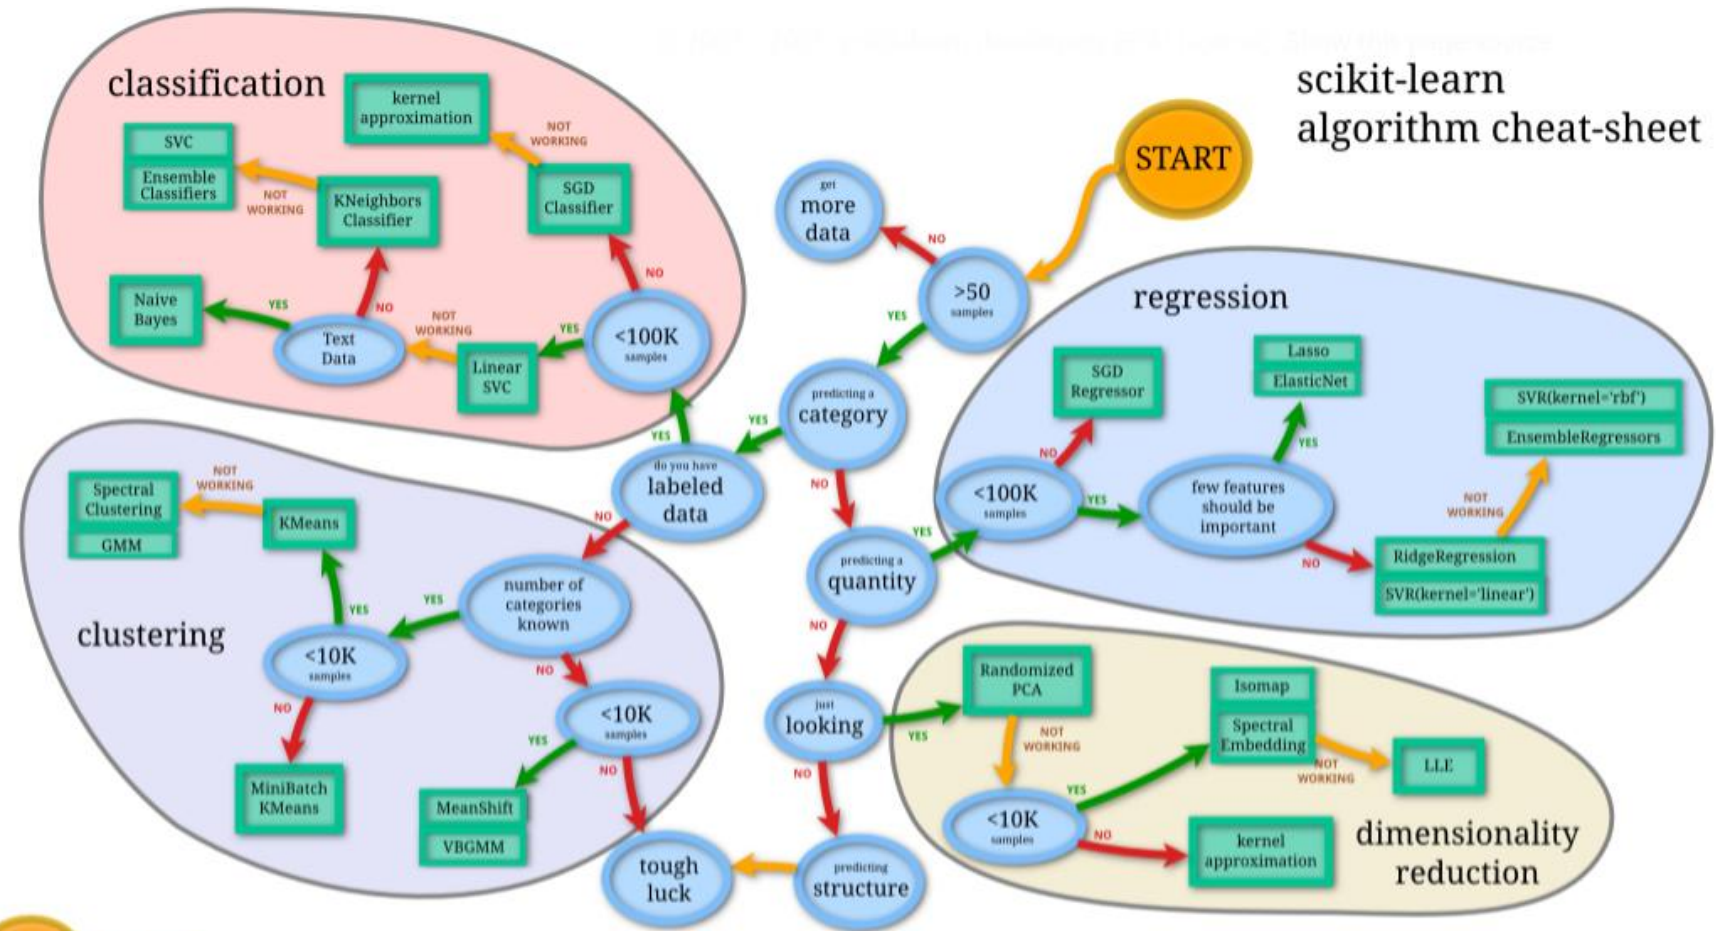 scikit-learn
algorithm cheat-sheet
START
classification
kernel
approximation
NOT
WORKING
SVC
Ensemble
Classifiers
NOT
WORKING
KNeighbors
Classifier
SGD
Classifier
NO
Naive
Bayes
YES
Text
Data
NO
NOT
WORKING
Linear
SVC
YES
<100K
samples
YES
get
more
data
NO
>50
samples
YES
predicting a
category
YES
do you have
labeled
data
NO
NO
predicting a
quantity
YES
NO
just
looking
YES
NO
predicting
structure
tough
luck
regression
SGD
Regressor
NO
<100K
samples
YES
few features
should be
important
YES
Lasso
ElasticNet
NO
RidgeRegression
SVR(kernel='linear')
NOT
WORKING
SVR(kernel='rbf')
EnsembleRegressors
clustering
Spectral
Clustering
GMM
NOT
WORKING
KMeans
YES
number of
categories
known
YES
<10K
samples
NO
MiniBatch
KMeans
NO
<10K
samples
YES
NO
MeanShift
VBGMM
dimensionality
reduction
Randomized
PCA
NOT
WORKING
<10K
samples
YES
NO
Isomap
Spectral
Embedding
NOT
WORKING
LLE
kernel
approximation